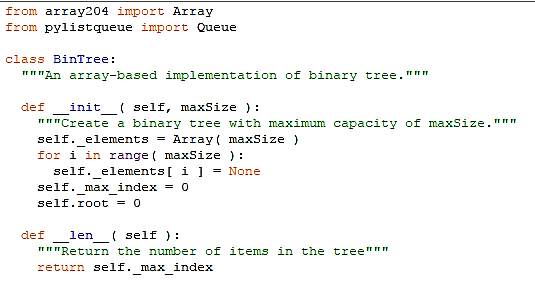 from array204 import Array
from pylistqueue import Queue
class BinTree:
"""An array-based implementation of binary tree."""
def __init__( self, maxSize ):
"""Create a binary tree with maximum capacity of maxSize."""
self._elements = Array( maxSize )
for i in range( maxSize ):
self._elements[ i ] = None
self._max_index = 0
self.root = 0
def __len__( self ):
"""Return the number of items in the tree"""
return self._max_index